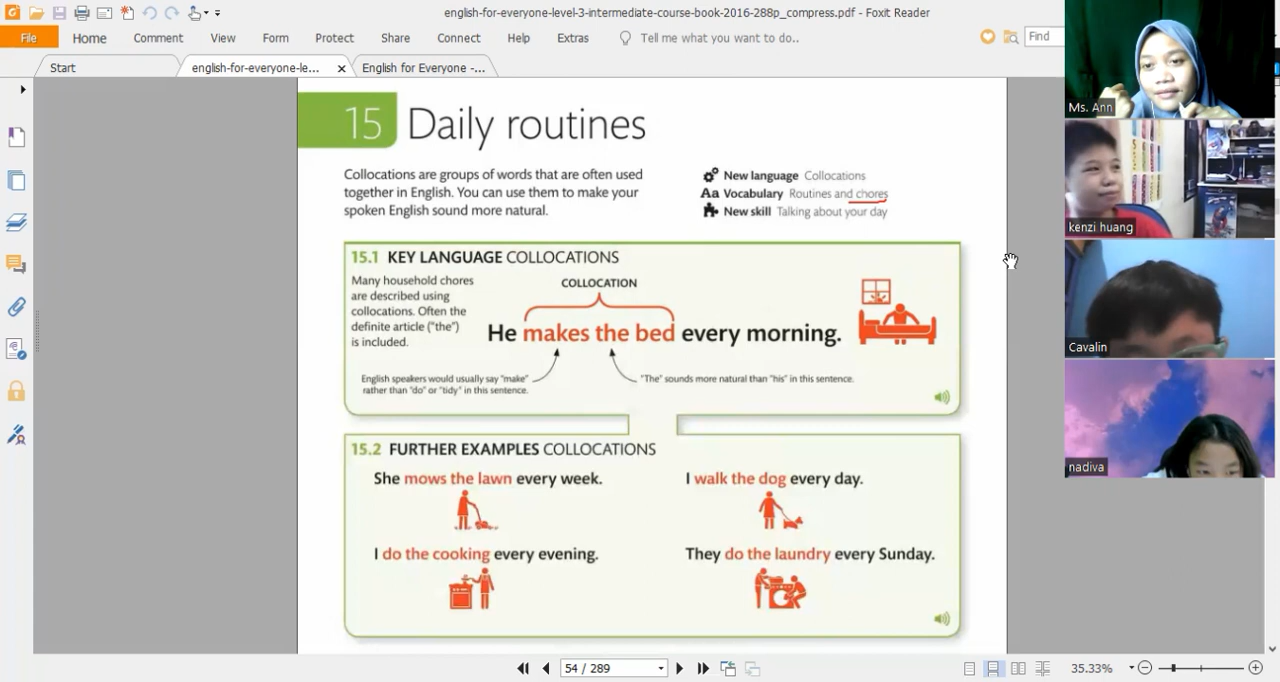 english-for-everyone-level-3-intermediate-course-book-2016-288p_compress.pdf - Foxit Reader
File Home Comment View Form Protect Share Connect Help Extras Tell me what you want to do.. Find
Start english-for-everyone-le... English for Everyone -...
15 Daily routines
Collocations are groups of words that are often used
together in English. You can use them to make your
spoken English sound more natural.
New language Collocations
Aa Vocabulary Routines and chores
New skill Talking about your day
15.1 KEY LANGUAGE COLLOCATIONS
Many household chores
are described using
collocations. Often the
definite article ("the")
is included.
COLLOCATION
He makes the bed every morning.
English speakers would usually say "make"
rather than "do" or "tidy" in this sentence.
"The" sounds more natural than "his" in this sentence.
15.2 FURTHER EXAMPLES COLLOCATIONS
She mows the lawn every week.
I walk the dog every day.
I do the cooking every evening.
They do the laundry every Sunday.
54 / 289
35.33%
Ms. Ann
kenzi huang
Cavalin
nadiva